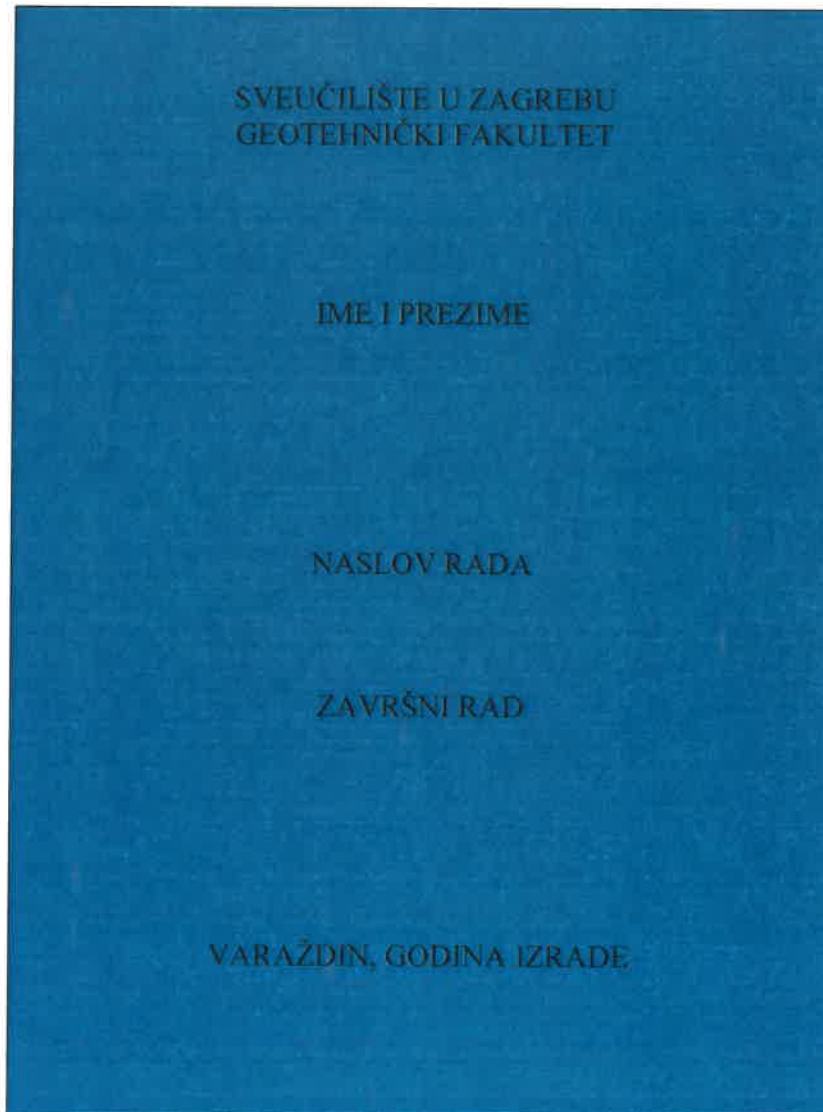 SVEUČILIŠTE U ZAGREBU
GEOTEHNIČKI FAKULTET
IME I PREZIME
NASLOV RADA
ZAVRŠNI RAD
VARAŽDIN, GODINA IZRADE